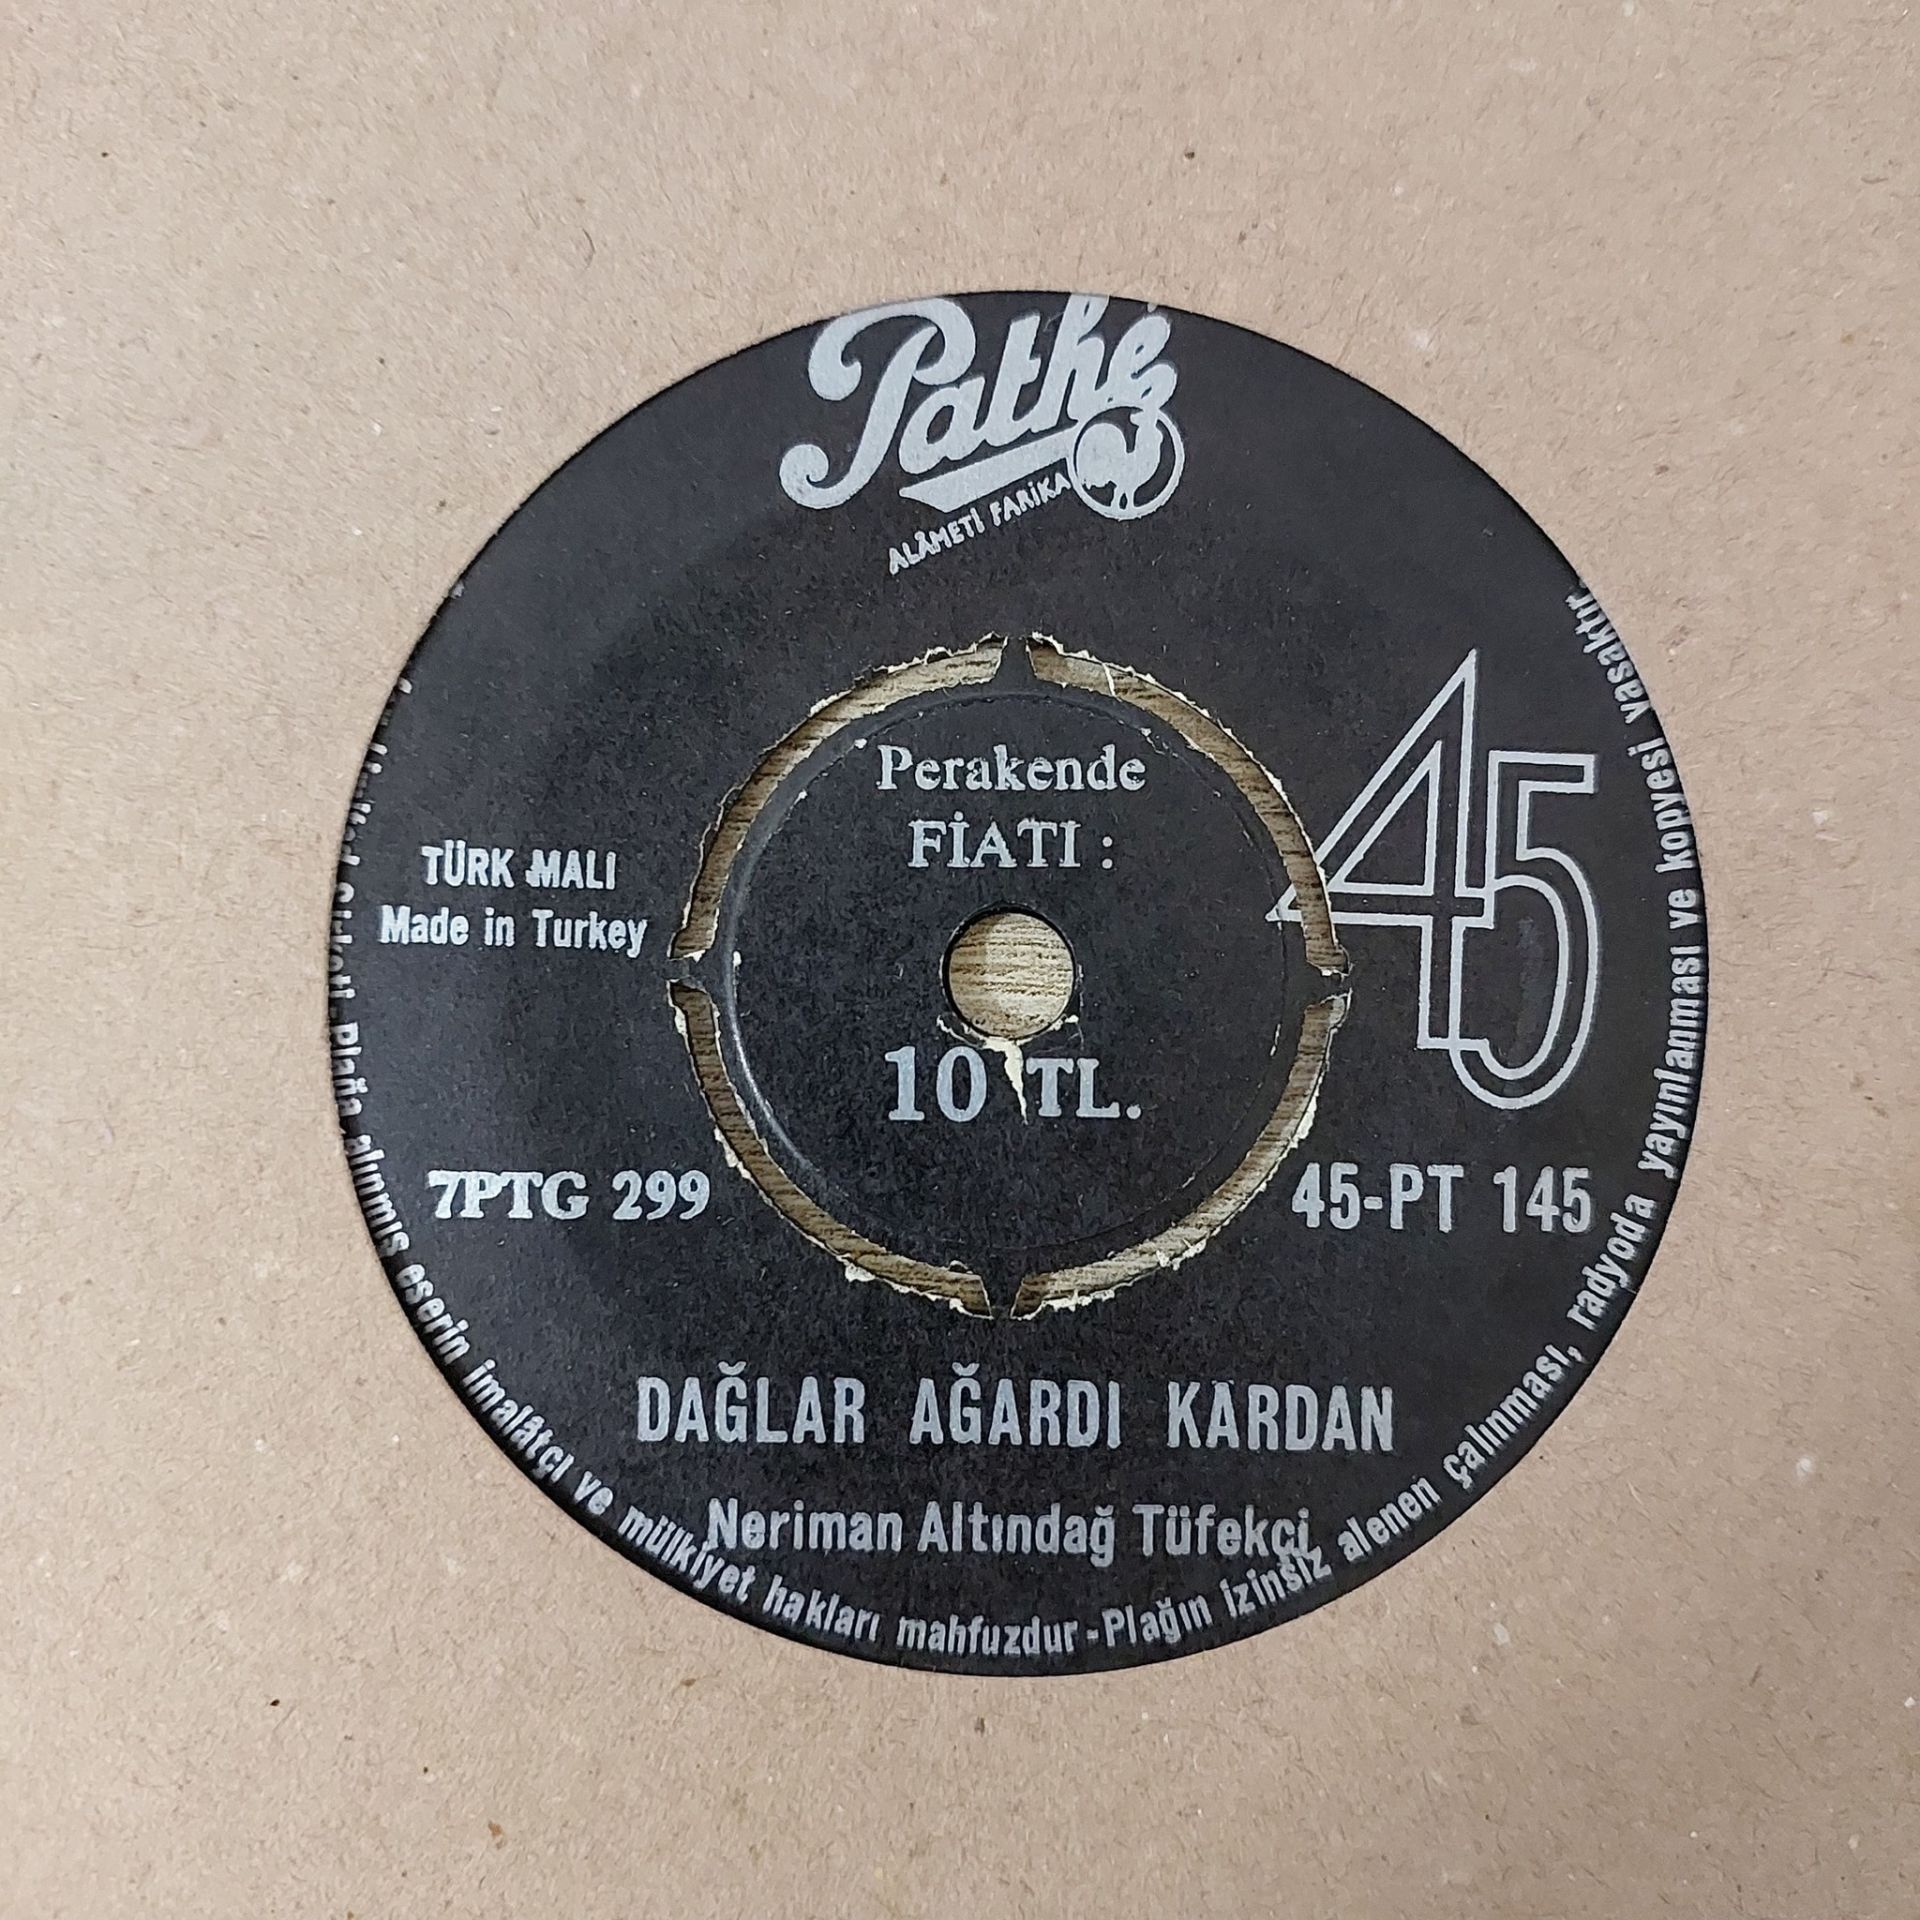 Pathé
ALÂMETİ FARİKA
Perakende
FİATI :
10 TL.
TÜRK MALI
Made in Turkey
45
7PTG 299
45-PT 145
DAĞLAR AĞARDI KARDAN
Neriman Altındağ Tüfekçi
Plağa alınmış eserin imalâtçı ve mülkiyet hakları mahfuzdur - Plağın izinsiz alenen çalınması, radyoda yayınlanması ve kopyesi yasaktır